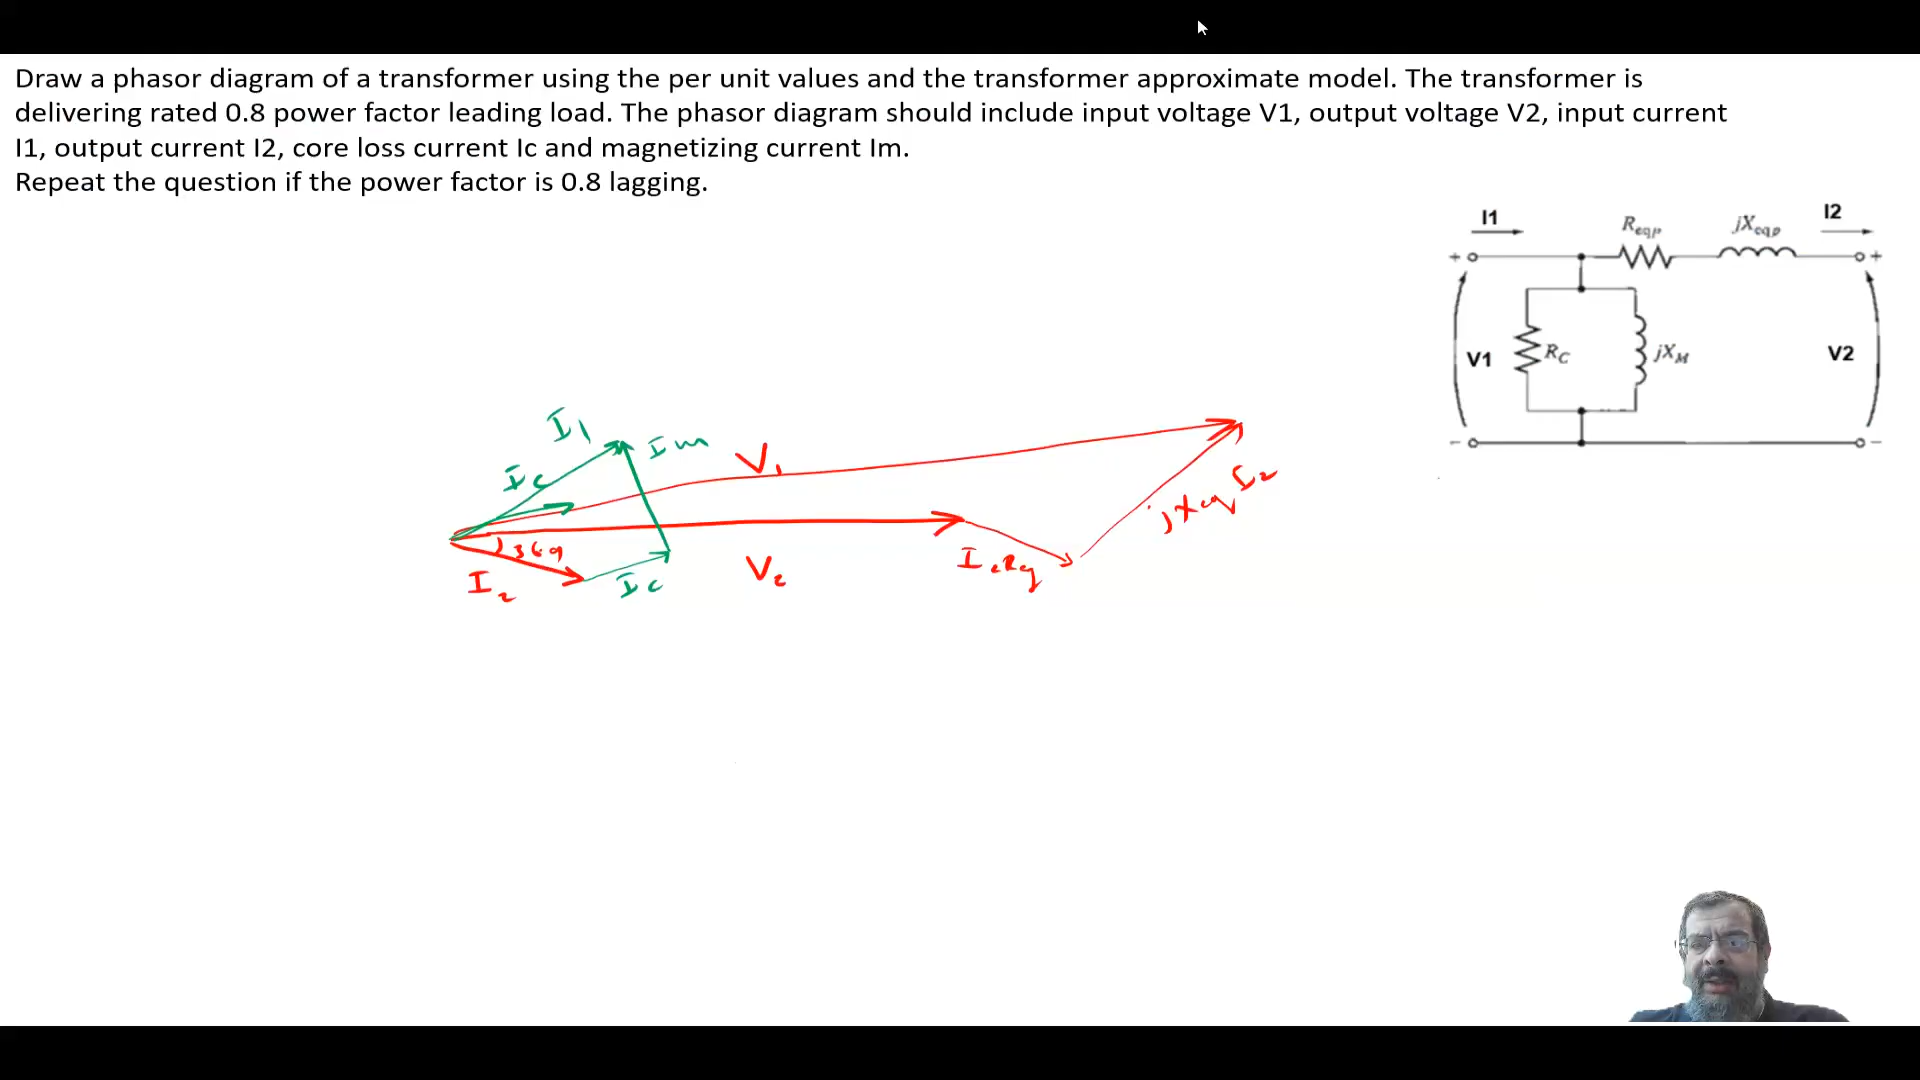 Draw a phasor diagram of a transformer using the per unit values and the transformer approximate model. The transformer is
delivering rated 0.8 power factor leading load. The phasor diagram should include input voltage V1, output voltage V2, input current
I1, output current I2, core loss current Ic and magnetizing current Im.
Repeat the question if the power factor is 0.8 lagging.
I1
Reqp
jXeqp
I2
+
+
V1
RC
jXM
V2
-
-
I1
Im
Ic
V1
jXeq I2
36.9
I2
Ic
V2
I2Req